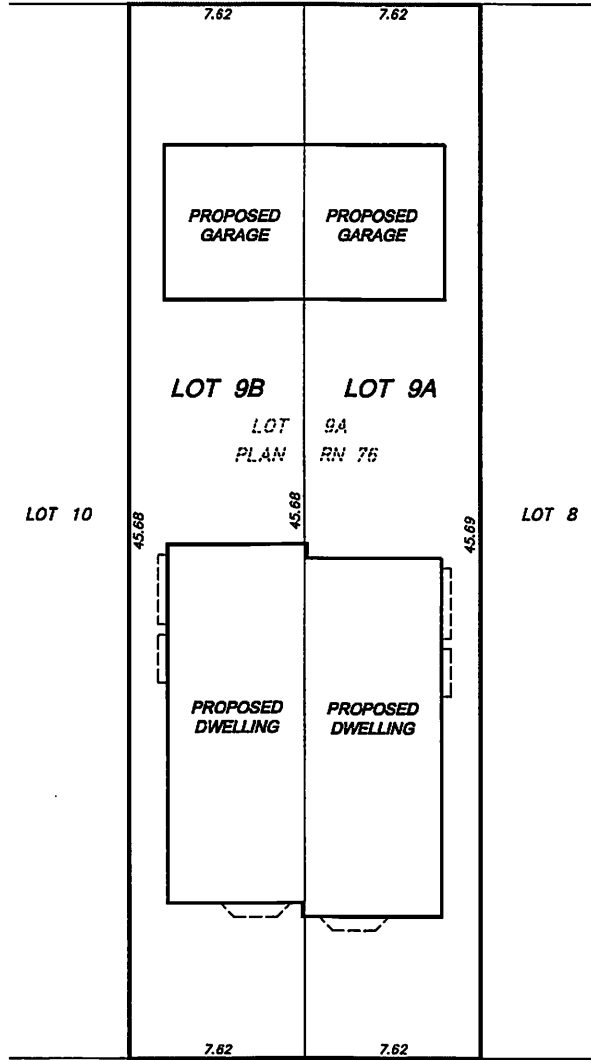 7.62 7.62
PROPOSED
GARAGE
PROPOSED
GARAGE
LOT 9B
LOT 9A
LOT 9A
PLAN RN 76
LOT 10
45.68
45.68
45.69
LOT 8
PROPOSED
DWELLING
PROPOSED
DWELLING
7.62 7.62